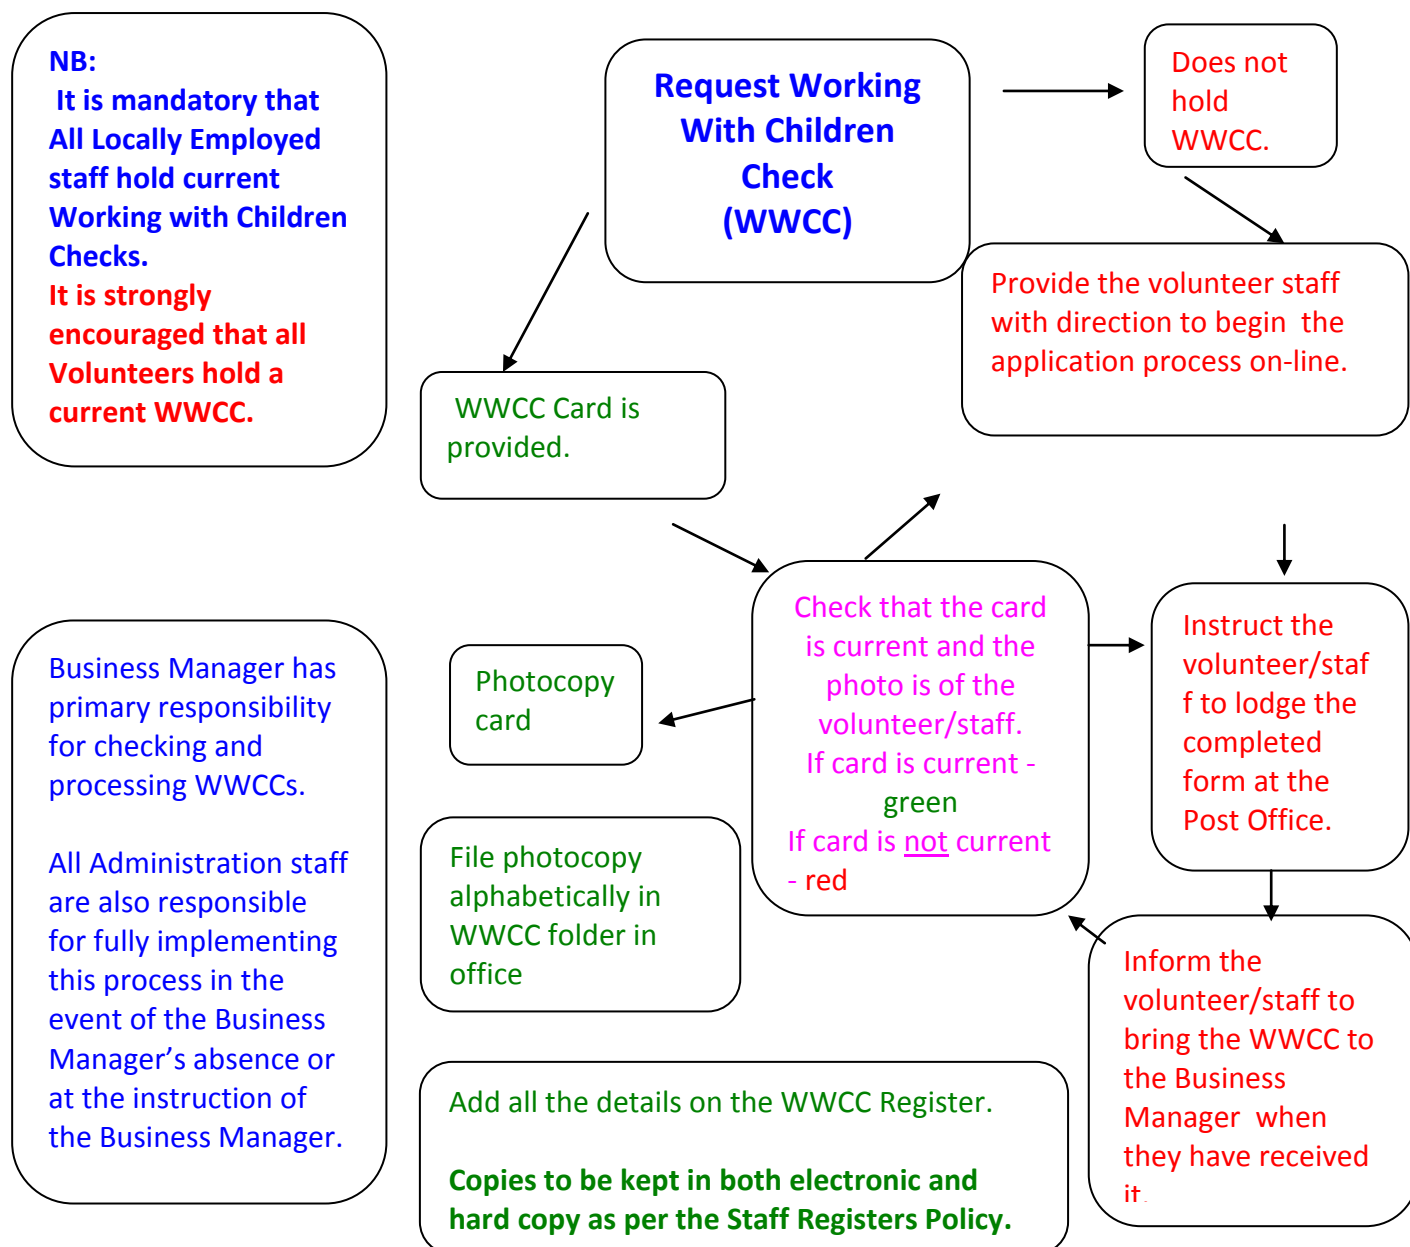 NB:
It is mandatory that
All Locally Employed
staff hold current
Working with Children
Checks.
It is strongly
encouraged that all
Volunteers hold a
current WWCC.
Request Working
With Children
Check
(WWCC)
Does not
hold
WWCC.
Provide the volunteer staff
with direction to begin the
application process on-line.
WWCC Card is
provided.
Check that the card
is current and the
photo is of the
volunteer/staff.
If card is current -
green
If card is not current
- red
Instruct the
volunteer/staf
f to lodge the
completed
form at the
Post Office.
Inform the
volunteer/staff to
bring the WWCC to
the Business
Manager when
they have received
it.
Photocopy
card
File photocopy
alphabetically in
WWCC folder in
office
Add all the details on the WWCC Register.
Copies to be kept in both electronic and
hard copy as per the Staff Registers Policy.
Business Manager has
primary responsibility
for checking and
processing WWCCs.
All Administration staff
are also responsible
for fully implementing
this process in the
event of the Business
Manager’s absence or
at the instruction of
the Business Manager.